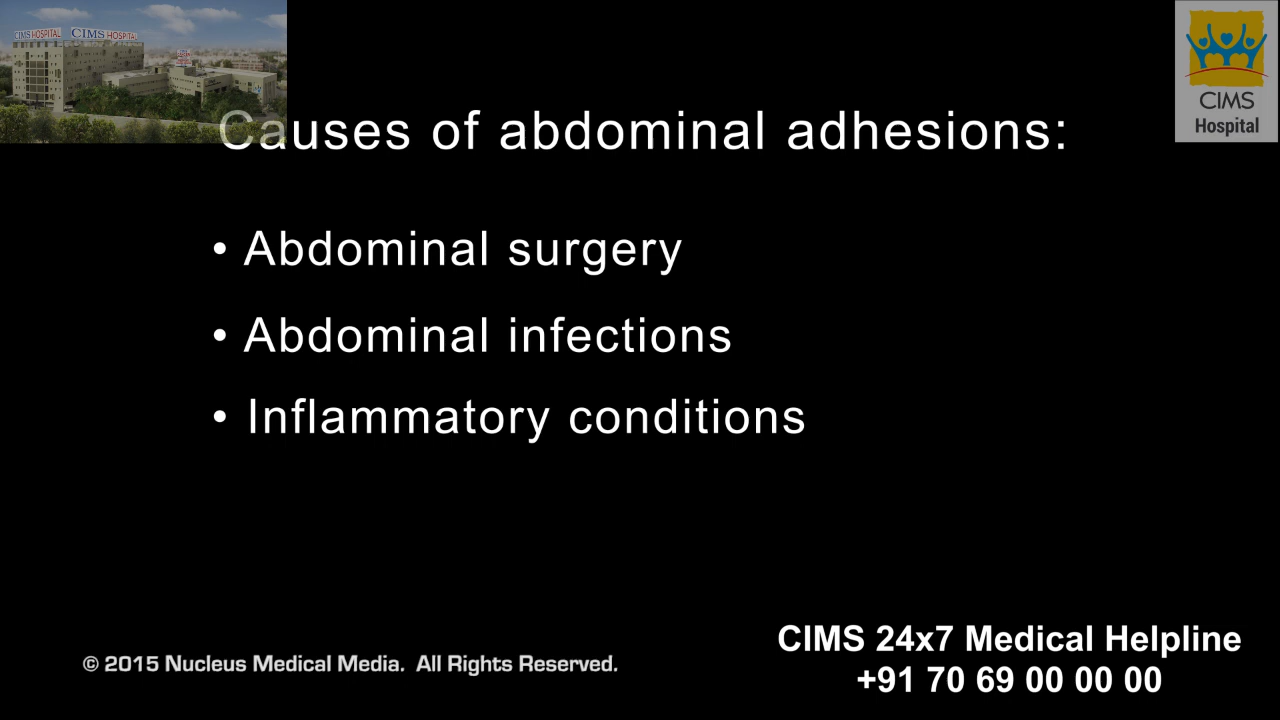 CIMS HOSPITAL CIMS HOSPITAL
CIMS
Hospital
Causes of abdominal adhesions:
• Abdominal surgery
• Abdominal infections
• Inflammatory conditions
© 2015 Nucleus Medical Media. All Rights Reserved.
CIMS 24x7 Medical Helpline
+91 70 69 00 00 00